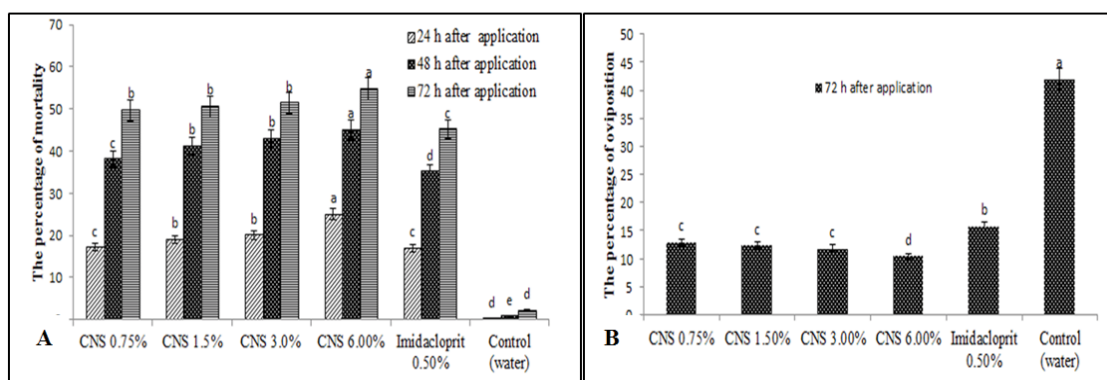 The percentage of mortality
70
60
50
40
30
20
10
24 h after application
48 h after application
72 h after application
c c b
b b b
b b b
a a a
c d c
d e d
A
CNS 0.75% CNS 1.5% CNS 3.0% CNS 6.00% Imidacloprit 0.50% Control (water)
The percentage of oviposition
50
45
40
35
30
25
20
15
10
5
0
72 h after application
c c c d b a
B
CNS 0.75% CNS 1.50% CNS 3.00% CNS 6.00% Imidacloprit 0.50% Control (water)